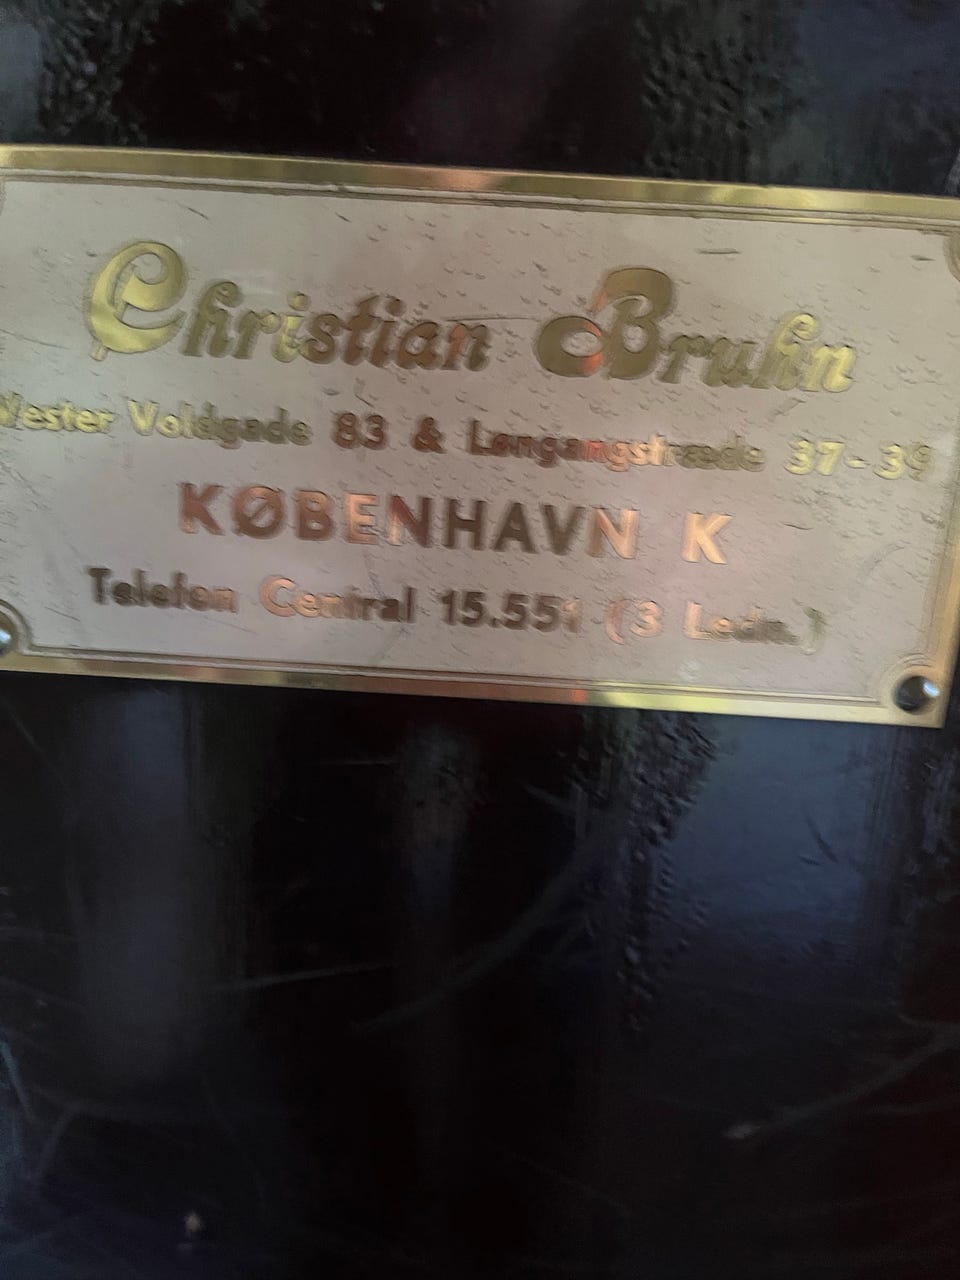 Christian Bruhn
Vester Voldgade 83 & Løngangstræde 37-39
KØBENHAVN K
Telefon Central 15.551 (3 Ledn.)